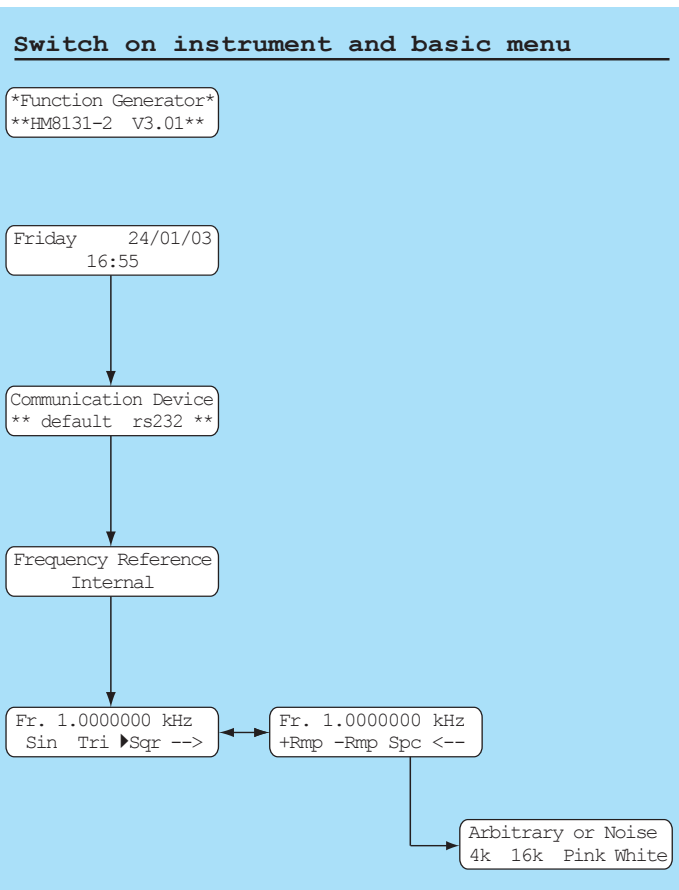 Switch on instrument and basic menu
*Function Generator*
**HM8131-2 V3.01**
Friday 24/01/03
16:55
Communication Device
** default rs232 **
Frequency Reference
Internal
Fr. 1.0000000 kHz
Sin Tri ▶Sqr -->
Fr. 1.0000000 kHz
+Rmp -Rmp Spc <--
Arbitrary or Noise
4k 16k Pink White